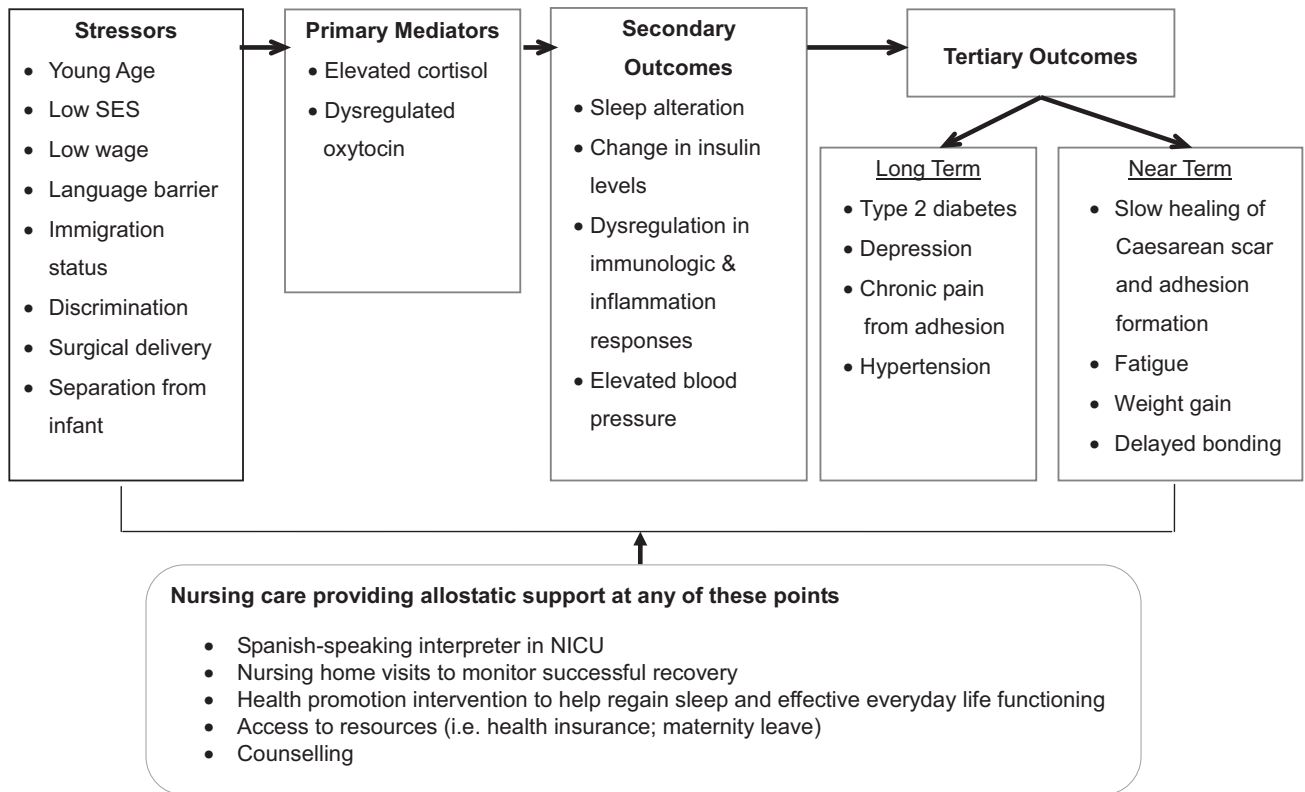 Stressors
• Young Age
• Low SES
• Low wage
• Language barrier
• Immigration
status
• Discrimination
• Surgical delivery
• Separation from
infant
Primary Mediators
• Elevated cortisol
• Dysregulated
oxytocin
Secondary
Outcomes
• Sleep alteration
• Change in insulin
levels
• Dysregulation in
immunologic &
inflammation
responses
• Elevated blood
pressure
Tertiary Outcomes
Long Term
• Type 2 diabetes
• Depression
• Chronic pain
from adhesion
• Hypertension
Near Term
• Slow healing of
Caesarean scar
and adhesion
formation
• Fatigue
• Weight gain
• Delayed bonding
Nursing care providing allostatic support at any of these points
• Spanish-speaking interpreter in NICU
• Nursing home visits to monitor successful recovery
• Health promotion intervention to help regain sleep and effective everyday life functioning
• Access to resources (i.e. health insurance; maternity leave)
• Counselling